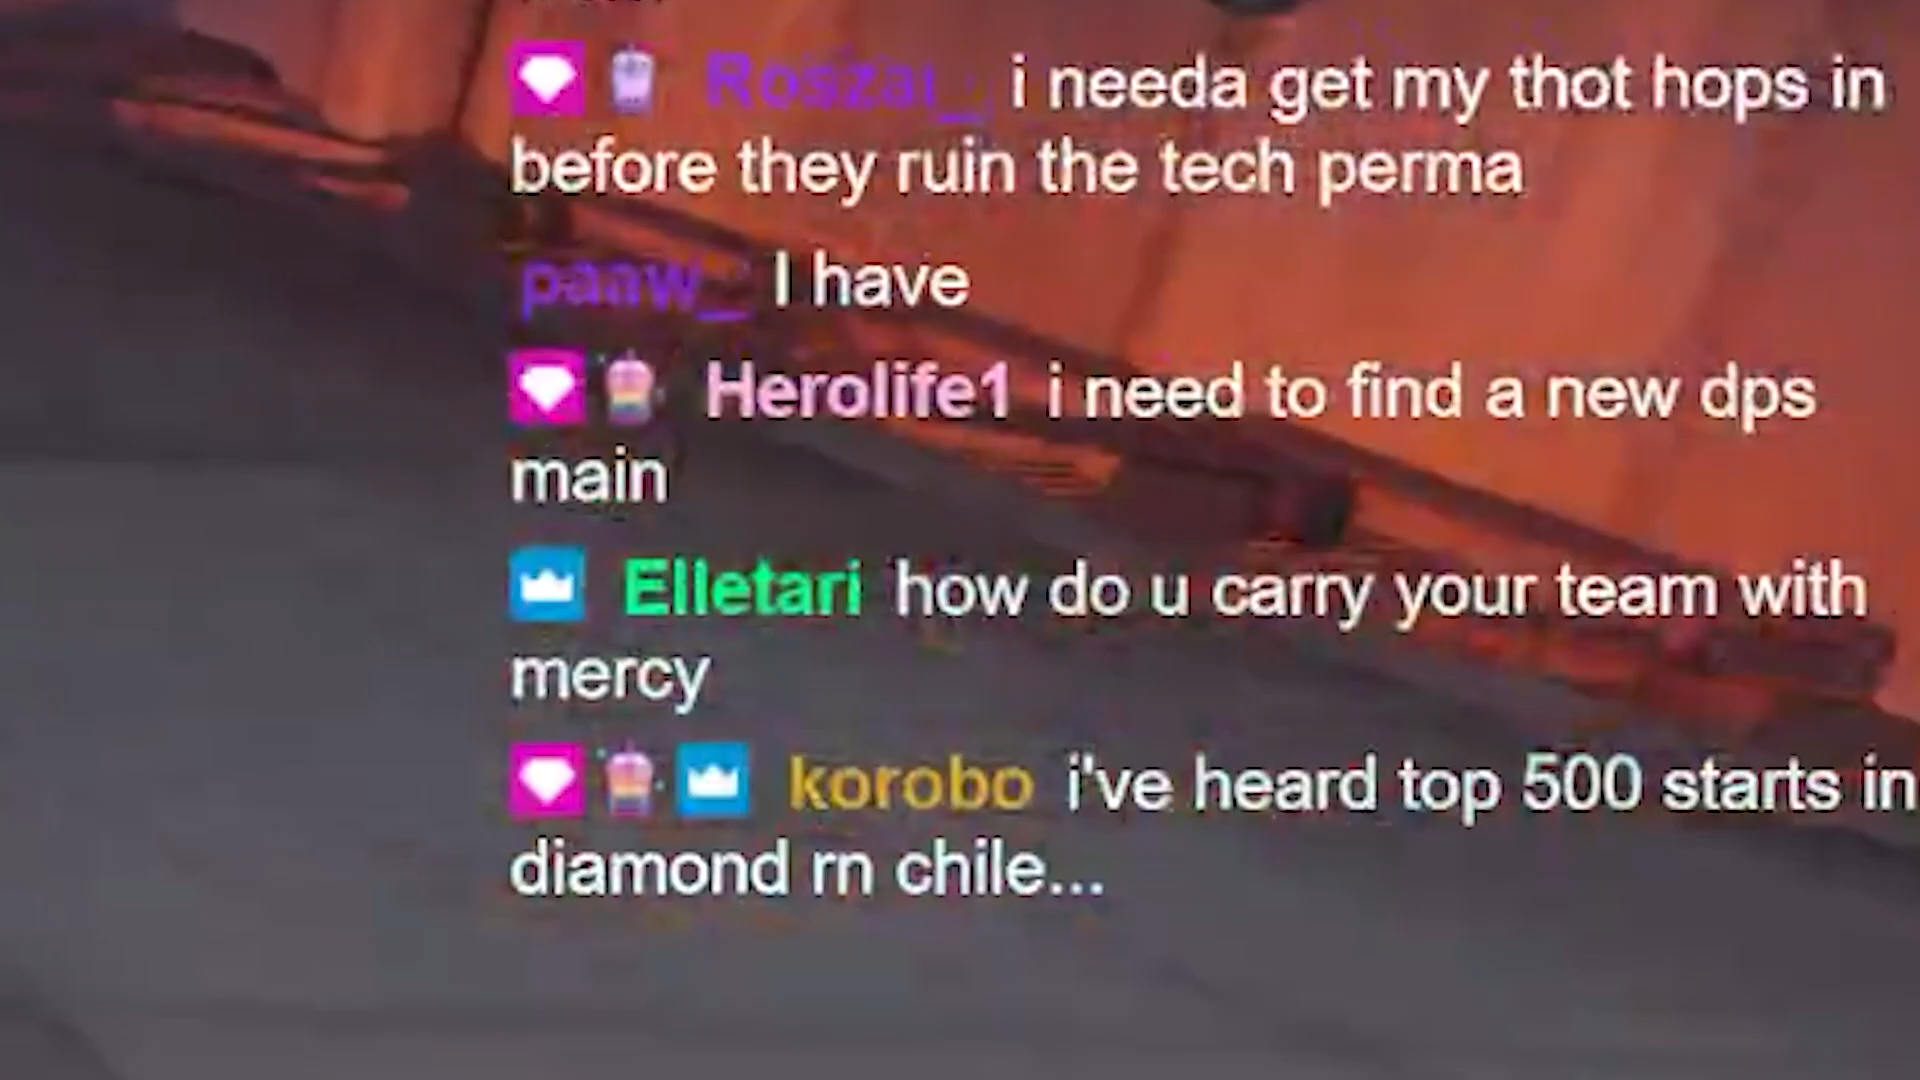 i needa get my thot hops in
before they ruin the tech perma
paaw_ I have
Herolife1 i need to find a new dps
main
Elletari how do u carry your team with
mercy
korobo i've heard top 500 starts in
diamond rn chile...